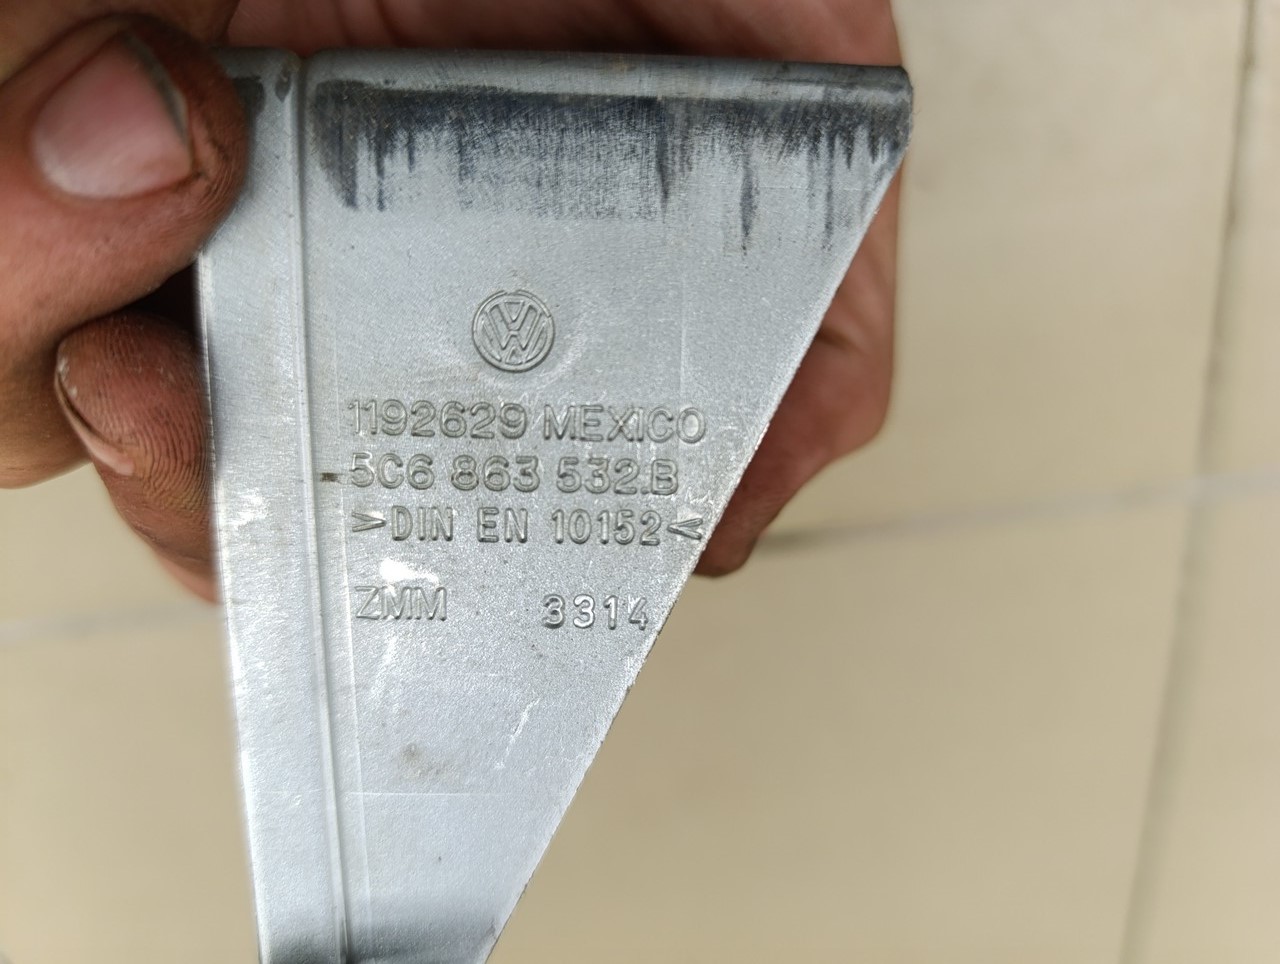 1192629 MEXICO
5C6 863 532.B
>DIN EN 10152<
ZMM 3314